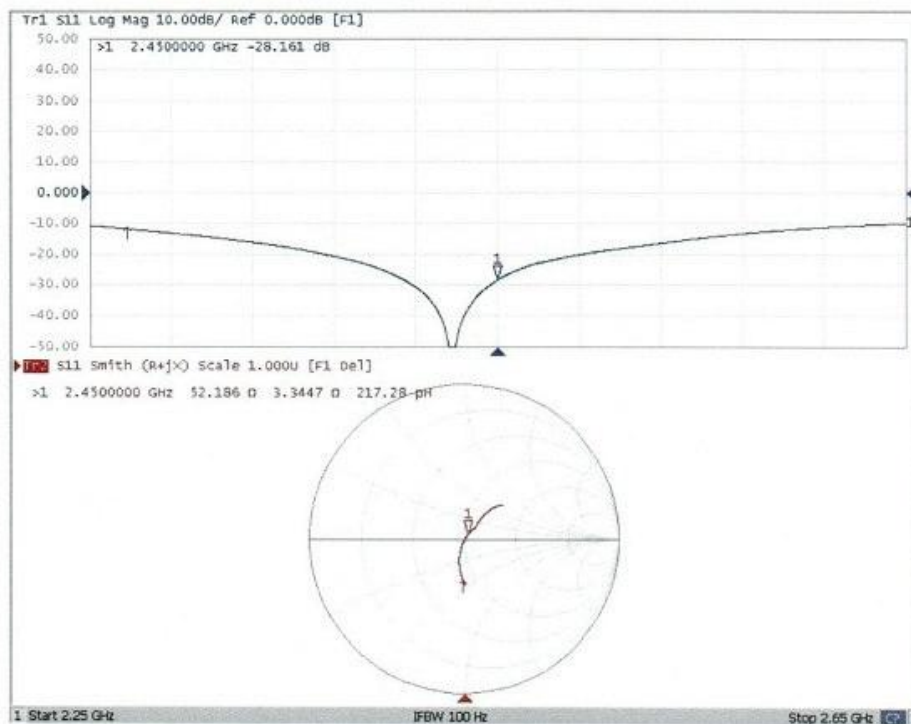 Tr1 S11 Log Mag 10.00dB/ Ref 0.000dB [F1]
50.00
>1 2.4500000 GHz -28.161 dB
40.00
30.00
20.00
10.00
0.000
-10.00
-20.00
1
-30.00
-40.00
-50.00
Tr2 S11 Smith (R+jX) Scale 1.000U [F1 Del]
>1 2.4500000 GHz 52.186 Ω 3.3447 Ω 217.28 pH
1
1 Start 2.25 GHz IFBW 100 Hz Stop 2.65 GHz